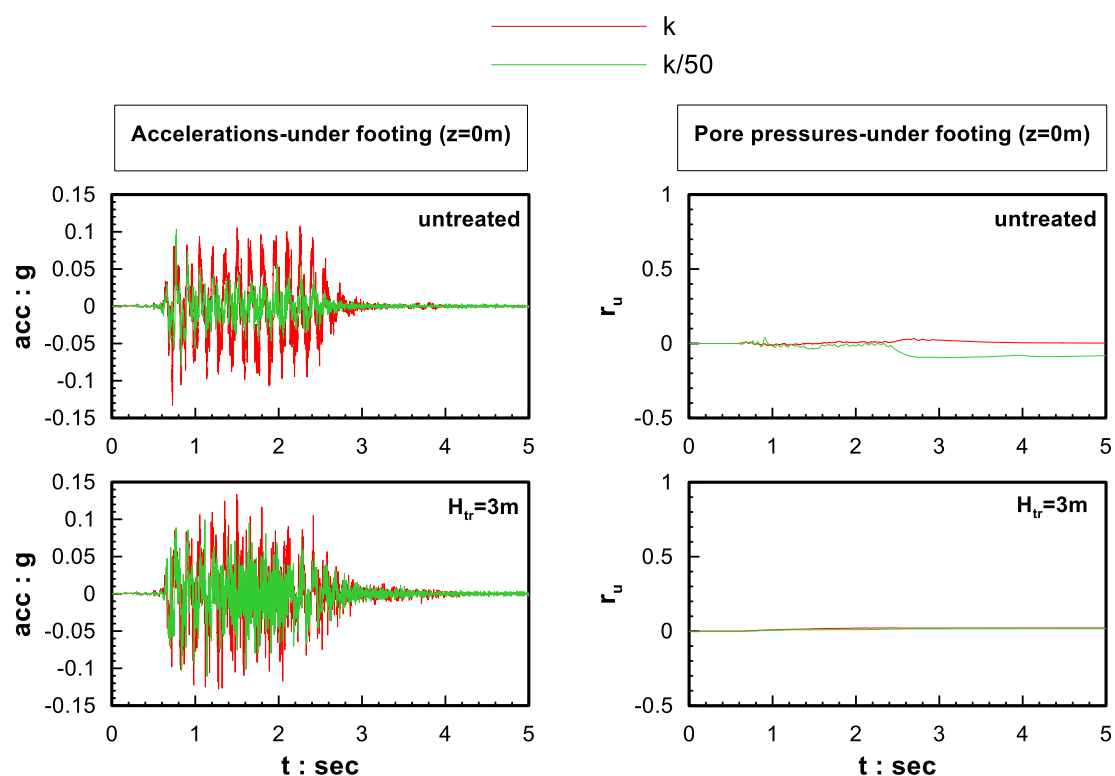 k
k/50
Accelerations-under footing (z=0m)
Pore pressures-under footing (z=0m)
0.15
0.1
0.05
0
-0.05
-0.1
-0.15
acc : g
untreated
0 1 2 3 4 5
1
0.5
0
-0.5
ru
untreated
0 1 2 3 4 5
0.15
0.1
0.05
0
-0.05
-0.1
-0.15
acc : g
Htr=3m
0 1 2 3 4 5
t : sec
1
0.5
0
-0.5
ru
Htr=3m
0 1 2 3 4 5
t : sec